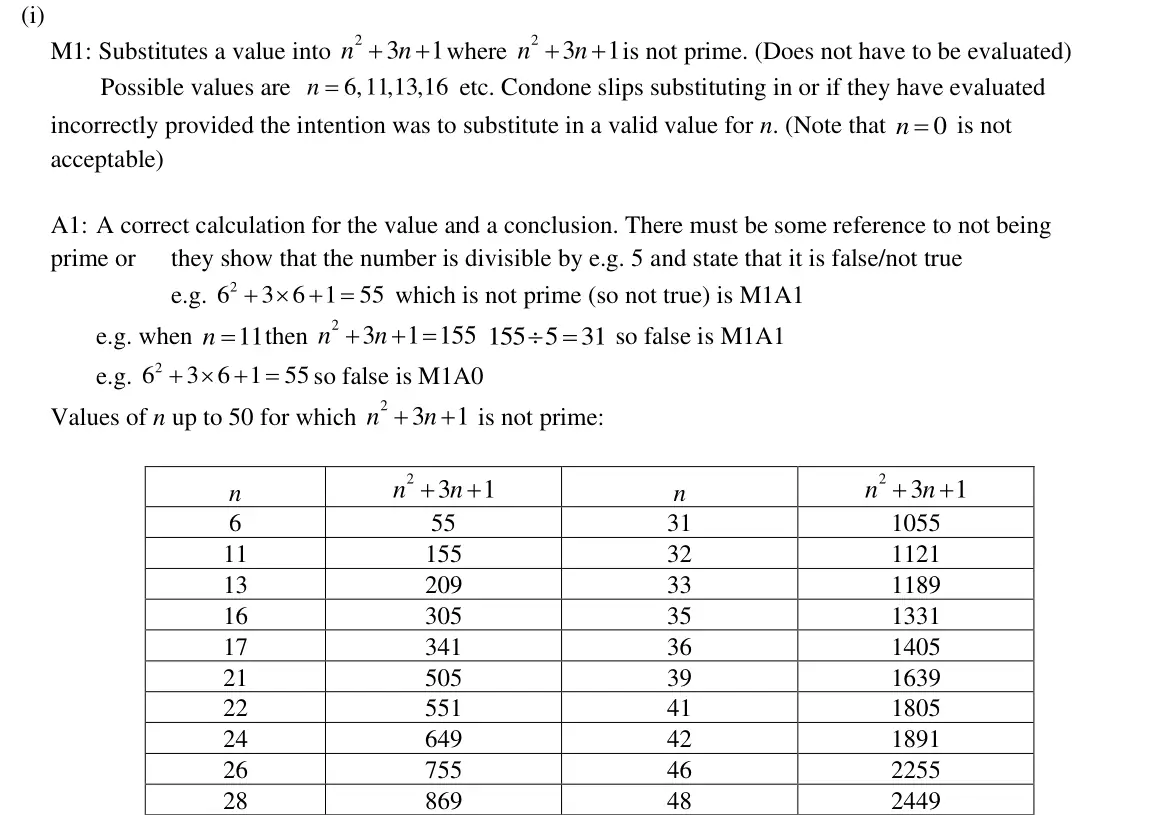 (i)
M1: Substitutes a value into n² + 3n + 1 where n² + 3n + 1 is not prime. (Does not have to be evaluated)
Possible values are n = 6, 11,13,16 etc. Condone slips substituting in or if they have evaluated
incorrectly provided the intention was to substitute in a valid value for n. (Note that n = 0 is not
acceptable)
A1: A correct calculation for the value and a conclusion. There must be some reference to not being
prime or they show that the number is divisible by e.g. 5 and state that it is false/not true
e.g. 6² + 3 × 6 + 1 = 55 which is not prime (so not true) is M1A1
e.g. when n = 11 then n² + 3n + 1 = 155 155 ÷ 5 = 31 so false is M1A1
e.g. 6² + 3 × 6 + 1 = 55 so false is M1A0
Values of n up to 50 for which n² + 3n + 1 is not prime:
n n² + 3n + 1 n n² + 3n + 1
6 55 31 1055
11 155 32 1121
13 209 33 1189
16 305 35 1331
17 341 36 1405
21 505 39 1639
22 551 41 1805
24 649 42 1891
26 755 46 2255
28 869 48 2449